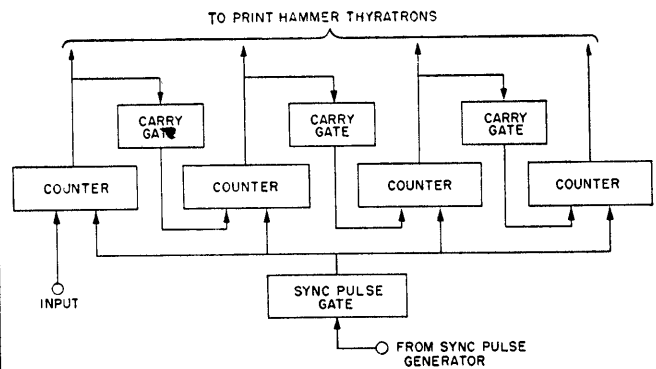 TO PRINT HAMMER THYRATRONS
CARRY
GATE
CARRY
GATE
CARRY
GATE
COUNTER
COUNTER
COUNTER
COUNTER
INPUT
SYNC PULSE
GATE
FROM SYNC PULSE
GENERATOR